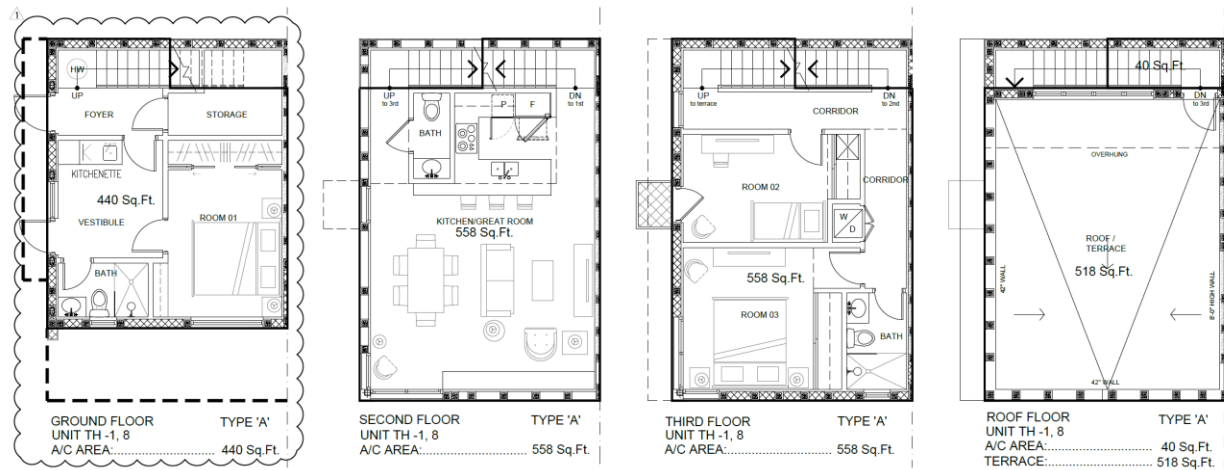 1
HW
UP
FOYER
STORAGE
KITCHENETTE
440 Sq.Ft.
ROOM 01
VESTIBULE
BATH
GROUND FLOOR TYPE 'A'
UNIT TH -1, 8
A/C AREA: 440 Sq.Ft.
UP
to 3rd
DN
to 1st
P
F
BATH
KITCHEN/GREAT ROOM
558 Sq.Ft.
SECOND FLOOR TYPE 'A'
UNIT TH -1, 8
A/C AREA: 558 Sq.Ft.
UP
to terrace
DN
to 2nd
CORRIDOR
ROOM 02
CORRIDOR
W
D
558 Sq.Ft.
ROOM 03
BATH
THIRD FLOOR TYPE 'A'
UNIT TH -1, 8
A/C AREA: 558 Sq.Ft.
40 Sq.Ft.
DN
to 3rd
OVERHUNG
ROOF /
TERRACE
518 Sq.Ft.
42" WALL
8'-0" HIGH WALL
42" WALL
ROOF FLOOR TYPE 'A'
UNIT TH -1, 8
A/C AREA: 40 Sq.Ft.
TERRACE: 518 Sq.Ft.